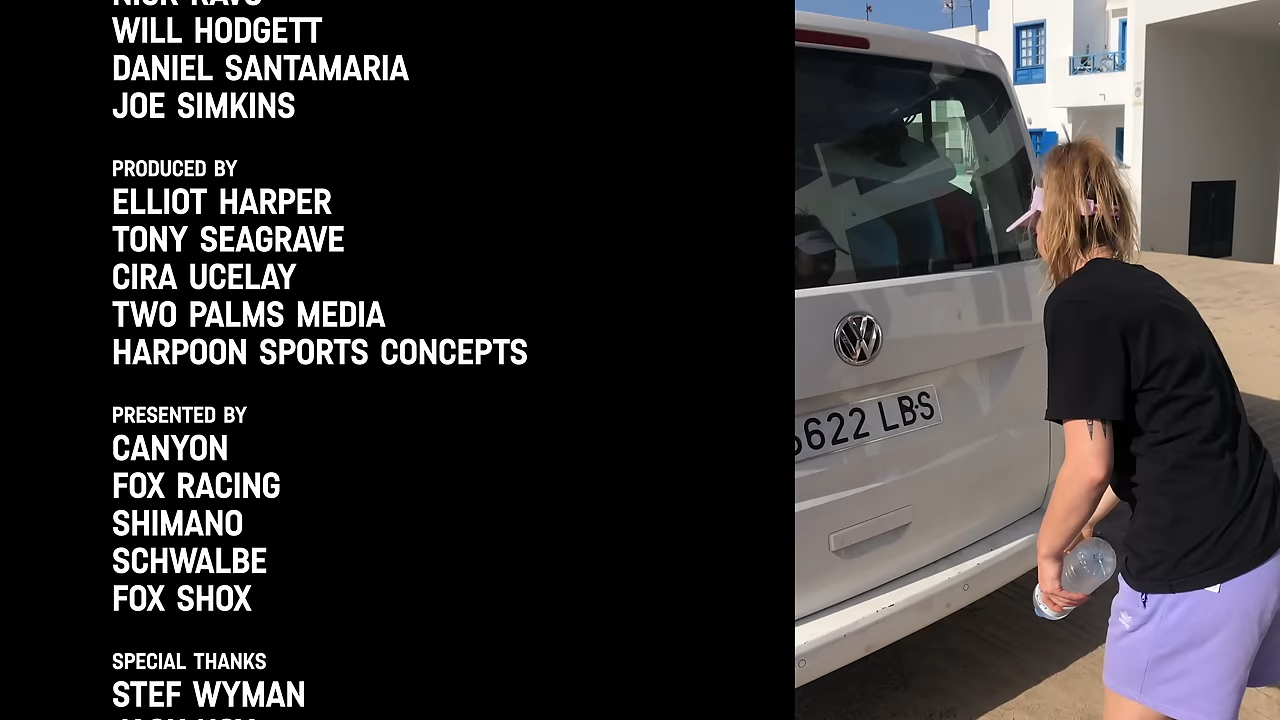 WILL HODGETT
DANIEL SANTAMARIA
JOE SIMKINS
PRODUCED BY
ELLIOT HARPER
TONY SEAGRAVE
CIRA UCELAY
TWO PALMS MEDIA
HARPOON SPORTS CONCEPTS
PRESENTED BY
CANYON
FOX RACING
SHIMANO
SCHWALBE
FOX SHOX
SPECIAL THANKS
STEF WYMAN
6622 LBS